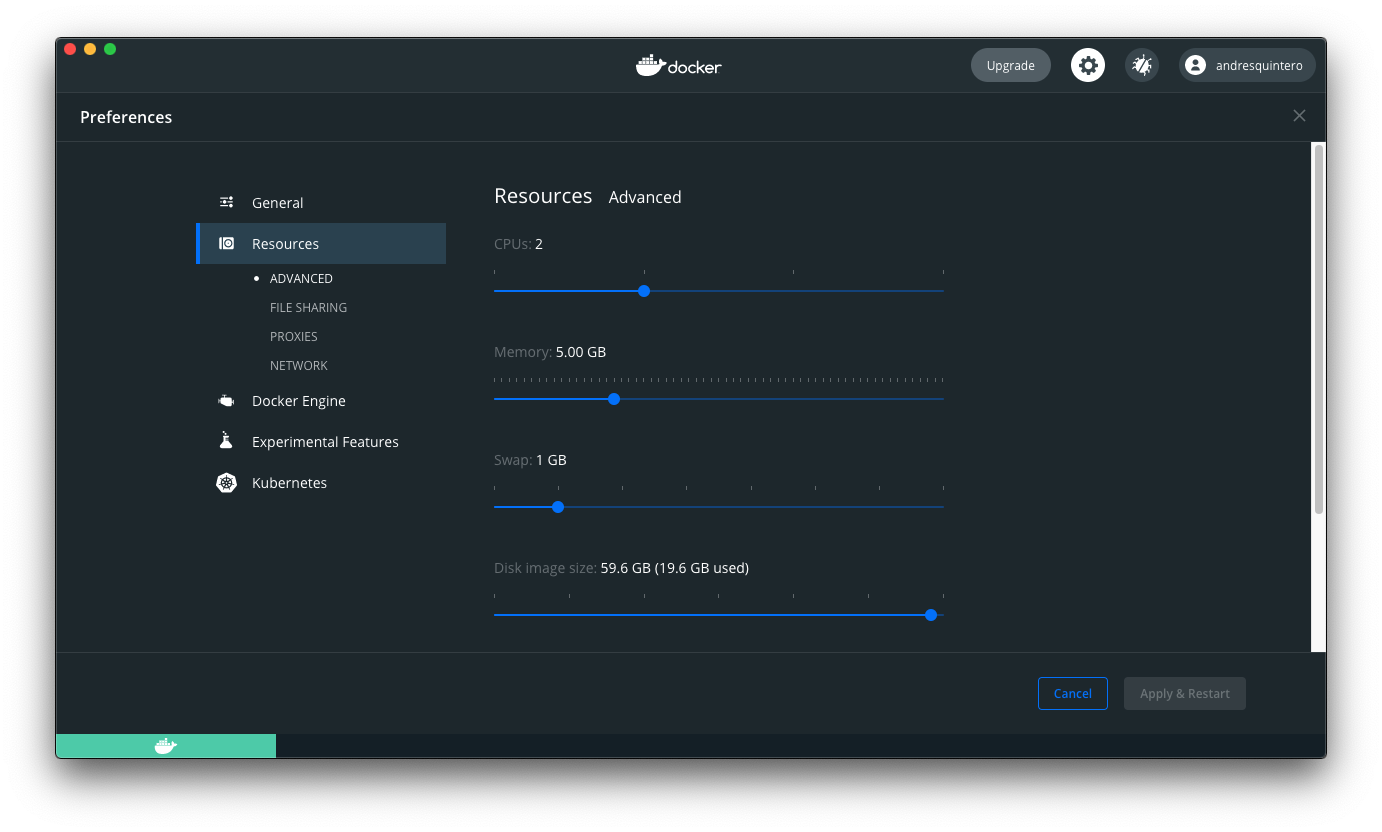 docker
Upgrade
andresquintero
Preferences
General
Resources
ADVANCED
FILE SHARING
PROXIES
NETWORK
Docker Engine
Experimental Features
Kubernetes
Resources Advanced
CPUs: 2
Memory: 5.00 GB
Swap: 1 GB
Disk image size: 59.6 GB (19.6 GB used)
Cancel
Apply & Restart